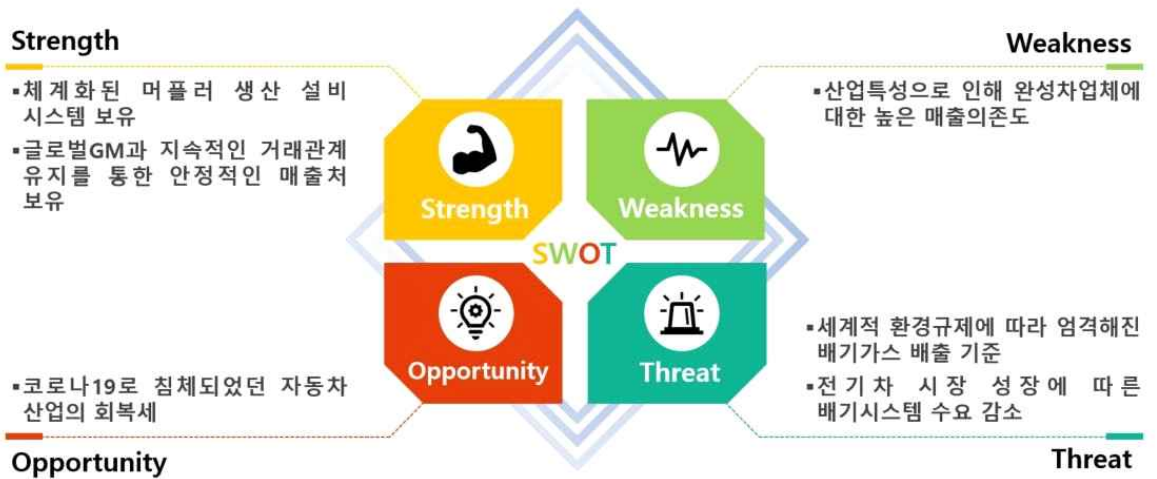 Strength
▪체계화된 머플러 생산 설비
시스템 보유
▪글로벌GM과 지속적인 거래관계
유지를 통한 안정적인 매출처
보유
Weakness
▪산업특성으로 인해 완성차업체에
대한 높은 매출의존도
Strength
Weakness
SWOT
Opportunity
Threat
▪코로나19로 침체되었던 자동차
산업의 회복세
Opportunity
▪세계적 환경규제에 따라 엄격해진
배기가스 배출 기준
▪전기차 시장 성장에 따른
배기시스템 수요 감소
Threat